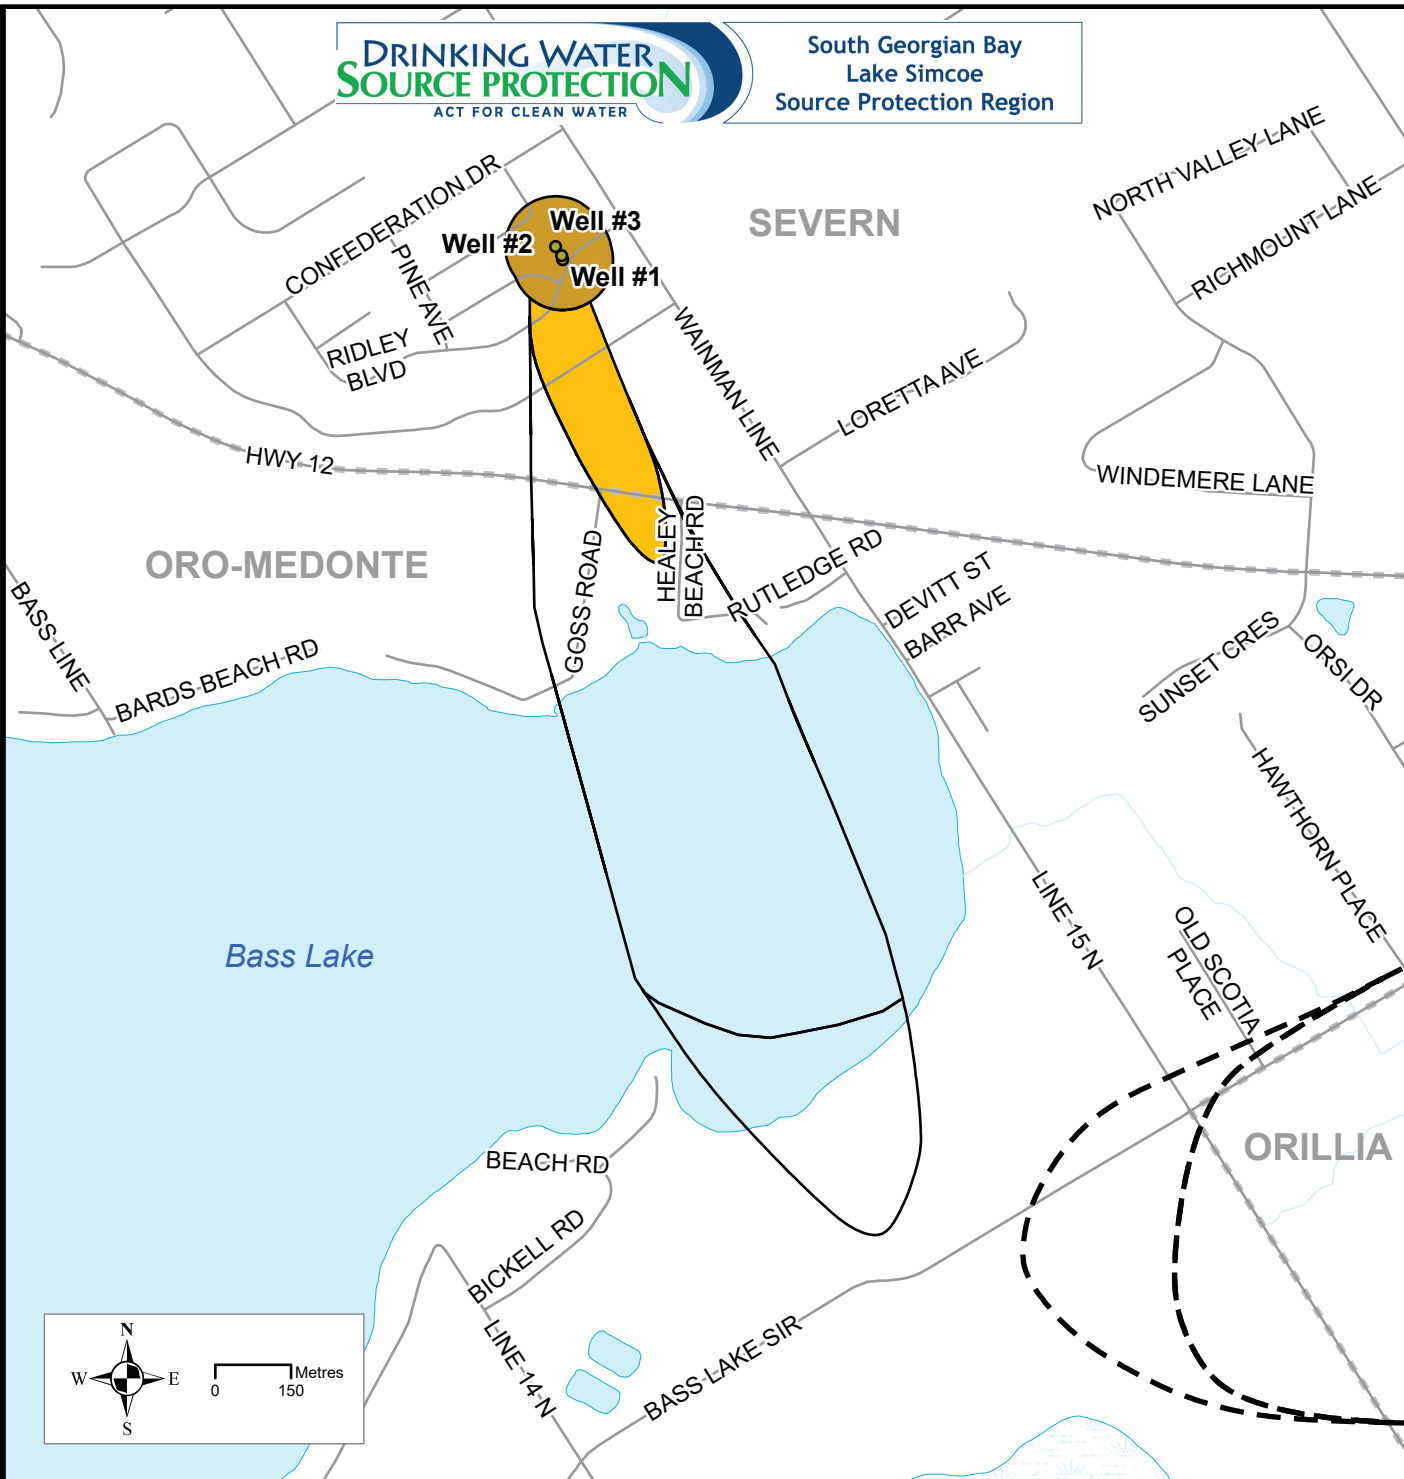 DRINKING WATER
SOURCE PROTECTION
ACT FOR CLEAN WATER
South Georgian Bay
Lake Simcoe
Source Protection Region
NORTH VALLEY LANE
RICHMOUNT LANE
CONFEDERATION DR
SEVERN
Well #3
Well #2
Well #1
PINE AVE
RIDLEY
BLVD
WAINMAN LINE
LORETTA AVE
HWY 12
WINDEMERE LANE
ORO-MEDONTE
GOSS ROAD
HEALEY
BEACH RD
RUTLEDGE RD
DEVITT ST
BARR AVE
BASS LINE
BARDS BEACH RD
SUNSET CRES
ORSI DR
HAWTHORN PLACE
LINE 15 N
OLD SCOTIA
PLACE
Bass Lake
ORILLIA
BEACH RD
BICKELL RD
LINE 14 N
BASS LAKE SIR
N
W
E
S
Metres
0
150